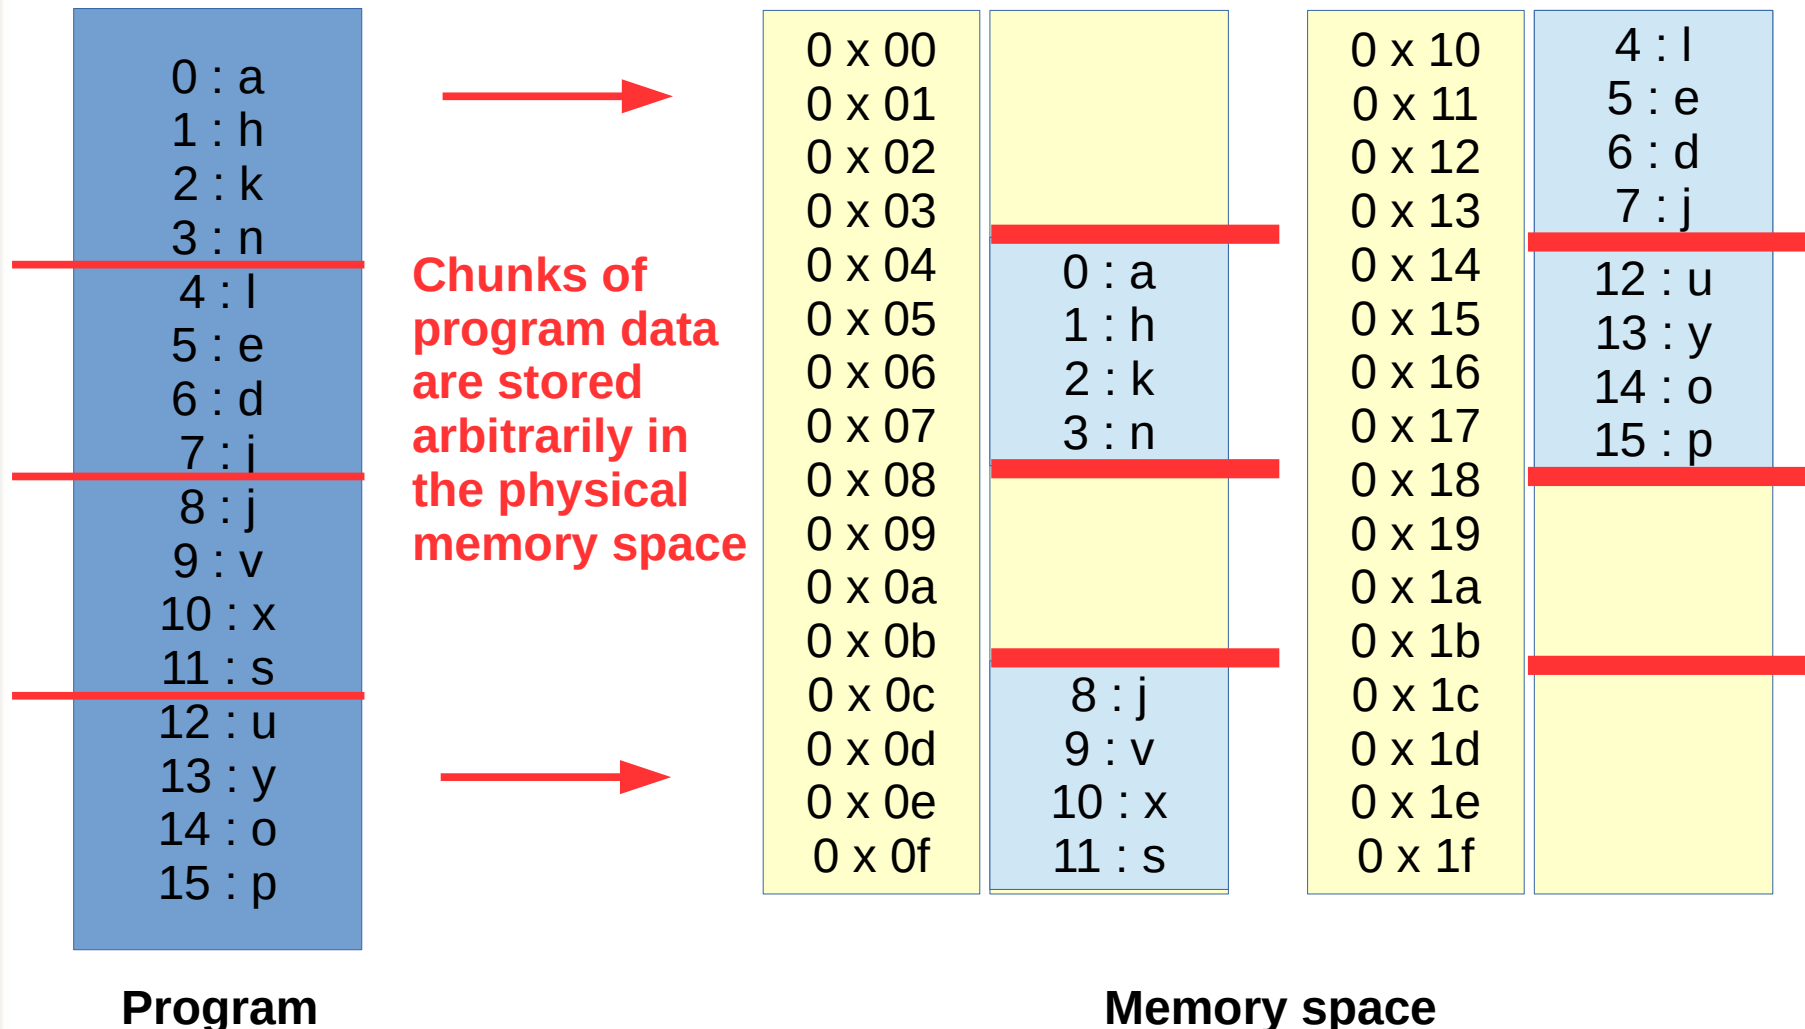 0 : a
1 : h
2 : k
3 : n
4 : l
5 : e
6 : d
7 : j
8 : j
9 : v
10 : x
11 : s
12 : u
13 : y
14 : o
15 : p
Program
Chunks of
program data
are stored
arbitrarily in
the physical
memory space
0 x 00
0 x 01
0 x 02
0 x 03
0 x 04
0 x 05
0 x 06
0 x 07
0 x 08
0 x 09
0 x 0a
0 x 0b
0 x 0c
0 x 0d
0 x 0e
0 x 0f
0 : a
1 : h
2 : k
3 : n
8 : j
9 : v
10 : x
11 : s
0 x 10
0 x 11
0 x 12
0 x 13
0 x 14
0 x 15
0 x 16
0 x 17
0 x 18
0 x 19
0 x 1a
0 x 1b
0 x 1c
0 x 1d
0 x 1e
0 x 1f
4 : l
5 : e
6 : d
7 : j
12 : u
13 : y
14 : o
15 : p
Memory space